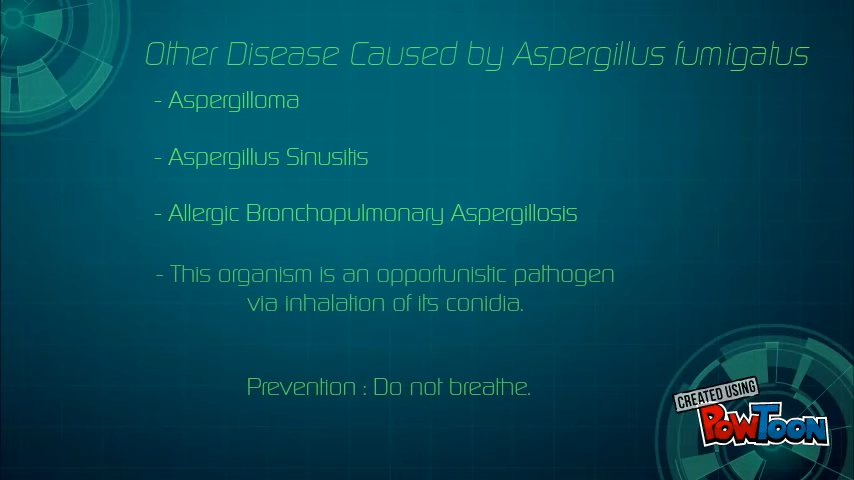 Other Disease Caused by Aspergillus fumigatus
- Aspergilloma
- Aspergillus Sinusitis
- Allergic Bronchopulmonary Aspergillosis
- This organism is an opportunistic pathogen
via inhalation of its conidia.
Prevention : Do not breathe.
CREATED USING
POWTOON